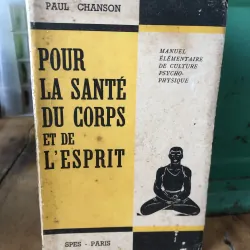 PAUL CHANSON
POUR
LA SANTÉ
DU CORPS
ET DE
L'ESPRIT
MANUEL
ÉLÉMENTAIRE
DE CULTURE
PSYCHO-
PHYSIQUE
SPES - PARIS